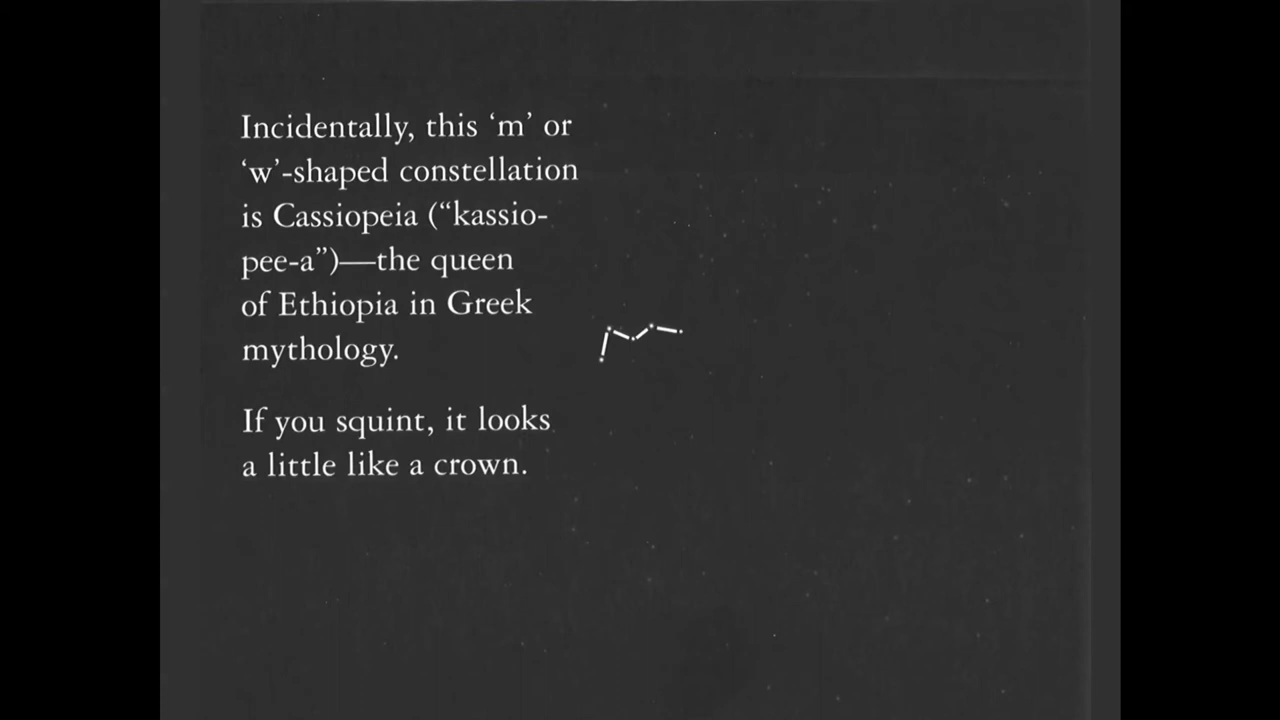 Incidentally, this ‘m’ or
‘w’-shaped constellation
is Cassiopeia (“kassio-
pee-a”)—the queen
of Ethiopia in Greek
mythology.
If you squint, it looks
a little like a crown.